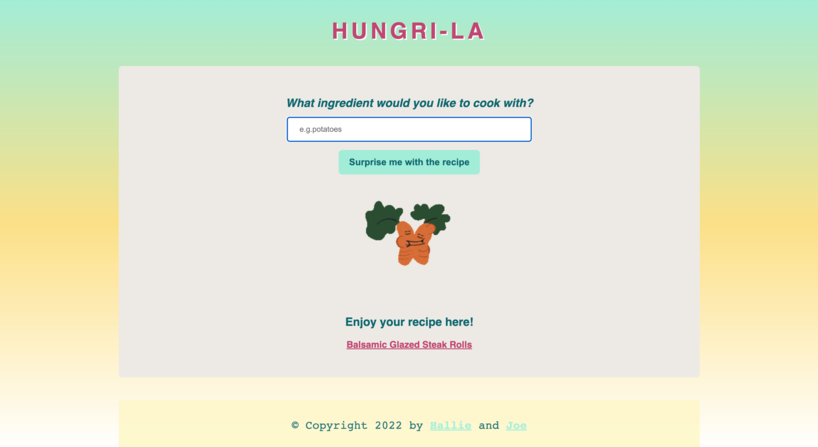 HUNGRI-LA
What ingredient would you like to cook with?
e.g.potatoes
Surprise me with the recipe
Enjoy your recipe here!
Balsamic Glazed Steak Rolls
© Copyright 2022 by Hallie and Joe